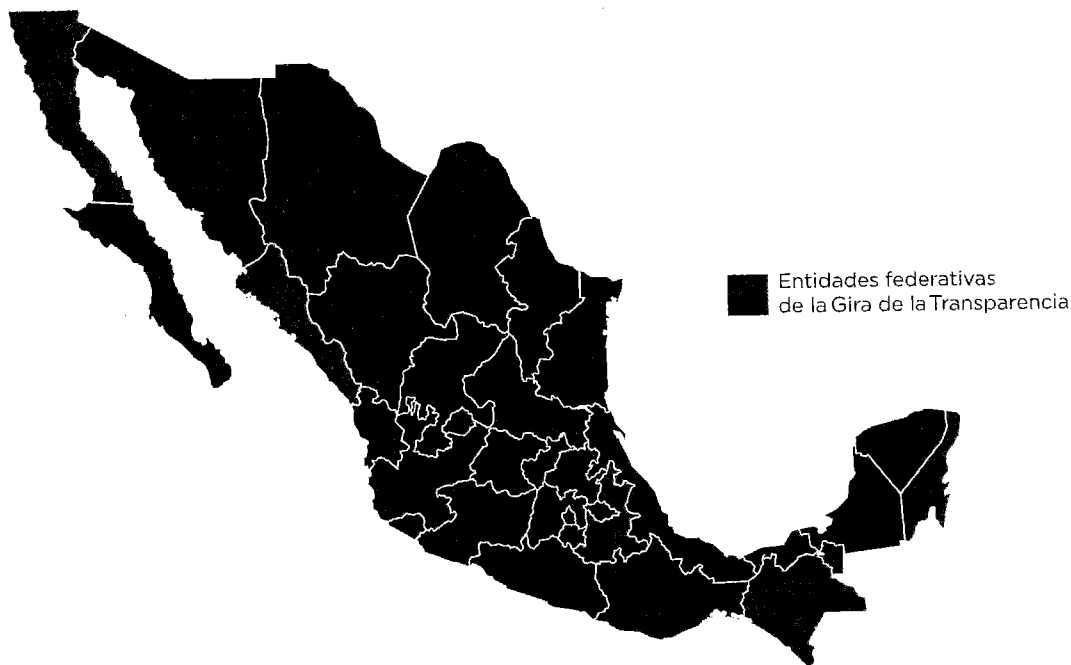 Entidades federativas
de la Gira de la Transparencia